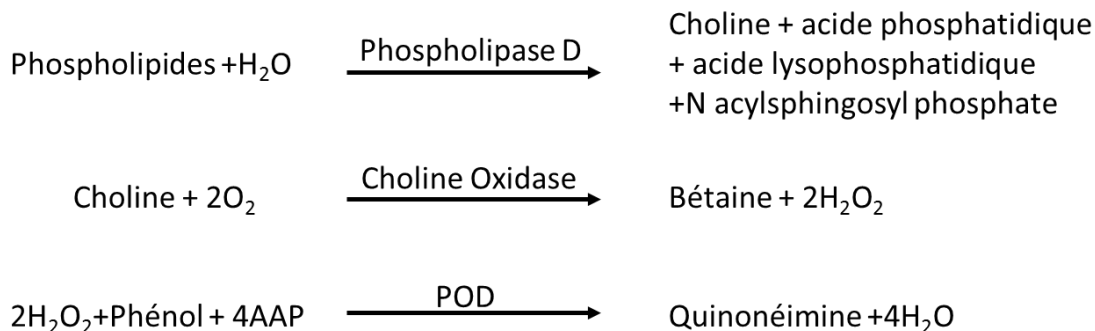 Phospholipides +H₂O
Phospholipase D
Choline + acide phosphatidique
+ acide lysophosphatidique
+N acylsphingosyl phosphate
Choline + 2O₂
Choline Oxidase
Bétaine + 2H₂O₂
2H₂O₂+Phénol + 4AAP
POD
Quinonéimine +4H₂O